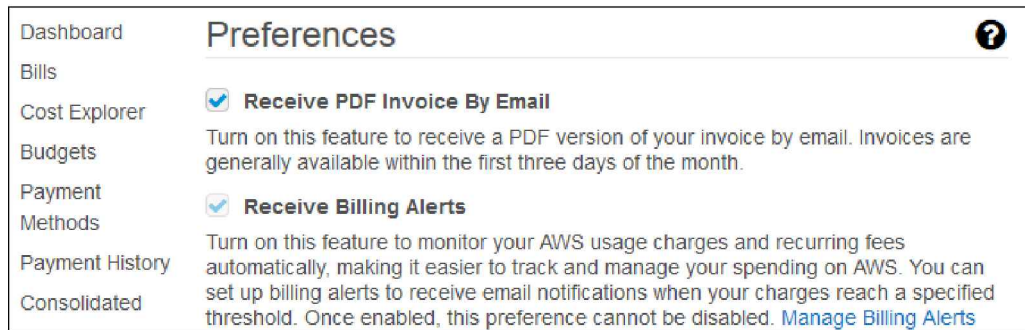 Dashboard
Bills
Cost Explorer
Budgets
Payment
Methods
Payment History
Consolidated
Preferences
?
Receive PDF Invoice By Email
Turn on this feature to receive a PDF version of your invoice by email. Invoices are
generally available within the first three days of the month.
Receive Billing Alerts
Turn on this feature to monitor your AWS usage charges and recurring fees
automatically, making it easier to track and manage your spending on AWS. You can
set up billing alerts to receive email notifications when your charges reach a specified
threshold. Once enabled, this preference cannot be disabled. Manage Billing Alerts